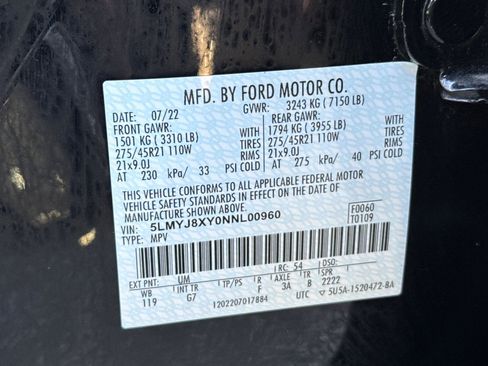 MFD. BY FORD MOTOR CO.
DATE: 07/22 GVWR: 3243 KG ( 7150 LB)
FRONT GAWR: REAR GAWR:
1501 KG ( 3310 LB) 1794 KG ( 3955 LB)
275/45R21 110W TIRES 275/45R21 110W TIRES
21x9.0J RIMS 21x9.0J RIMS
AT 230 kPa/ 33 PSI COLD AT 275 kPa/ 40 PSI COLD
THIS VEHICLE CONFORMS TO ALL APPLICABLE FEDERAL MOTOR
VEHICLE SAFETY STANDARDS IN EFFECT ON THE DATE OF
MANUFACTURE SHOWN ABOVE.
VIN: 5LMYJ8XY0NNL00960 F0060
TYPE: MPV T0109
EXT PNT: UM RC: 54 DSO:
WB INT TR TP/PS R AXLE TR SPR
119 G7 F 3A B 2222
1202207017884 UTC ▽5U5A-1520472-BA